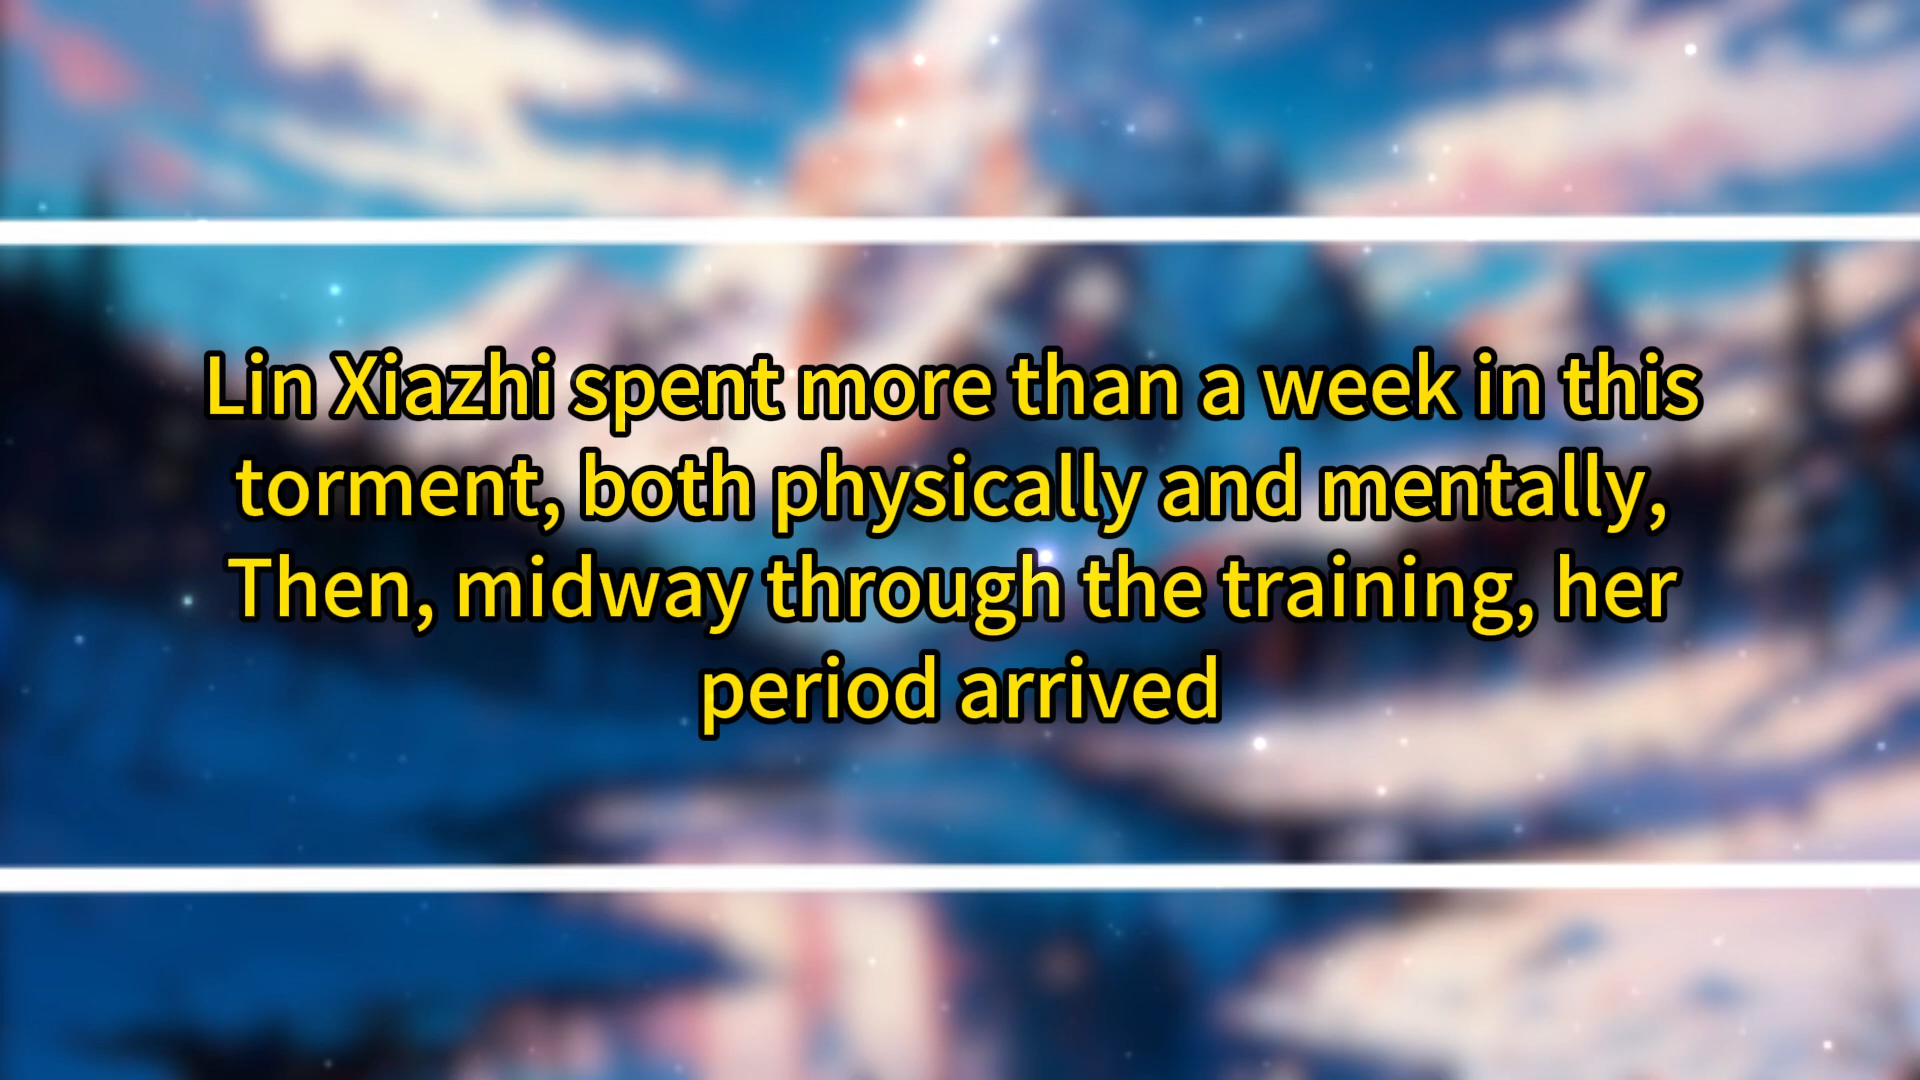 Lin Xiazhi spent more than a week in this
torment, both physically and mentally,
Then, midway through the training, her
period arrived